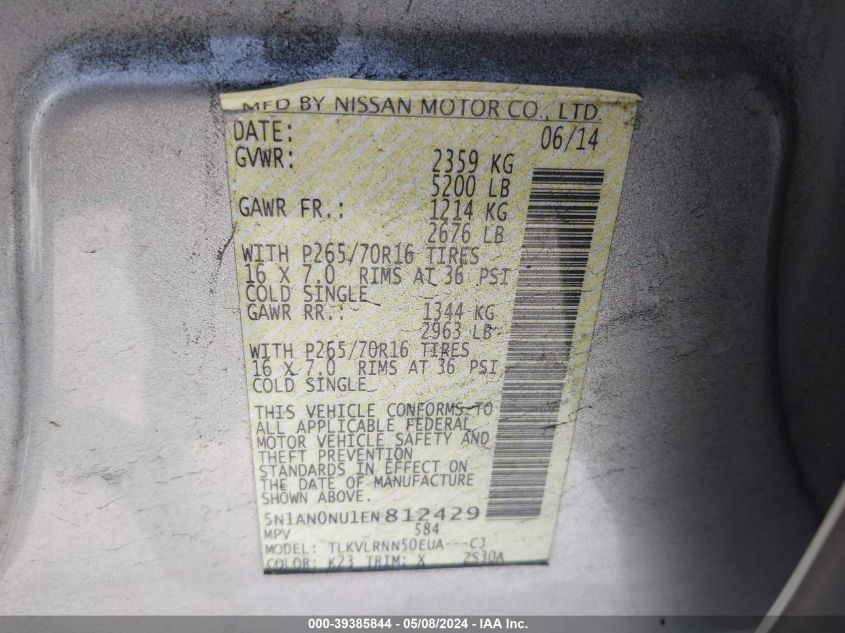 MFD BY NISSAN MOTOR CO., LTD.
DATE: 06/14
GVWR: 2359 KG
5200 LB
GAWR FR.: 1214 KG
2676 LB
WITH P265/70R16 TIRES
16 X 7.0 RIMS AT 36 PSI
COLD SINGLE
GAWR RR.: 1344 KG
2963 LB
WITH P265/70R16 TIRES
16 X 7.0 RIMS AT 36 PSI
COLD SINGLE
THIS VEHICLE CONFORMS TO
ALL APPLICABLE FEDERAL
MOTOR VEHICLE SAFETY AND
THEFT PREVENTION
STANDARDS IN EFFECT ON
THE DATE OF MANUFACTURE
SHOWN ABOVE.
5N1AN0NU1EN812429
MPV 584
MODEL: TLKVLRNN50EUA---CJ
COLOR: K23 TRIM: X ZS30A
000-39385844 — 05/08/2024 — IAA Inc.